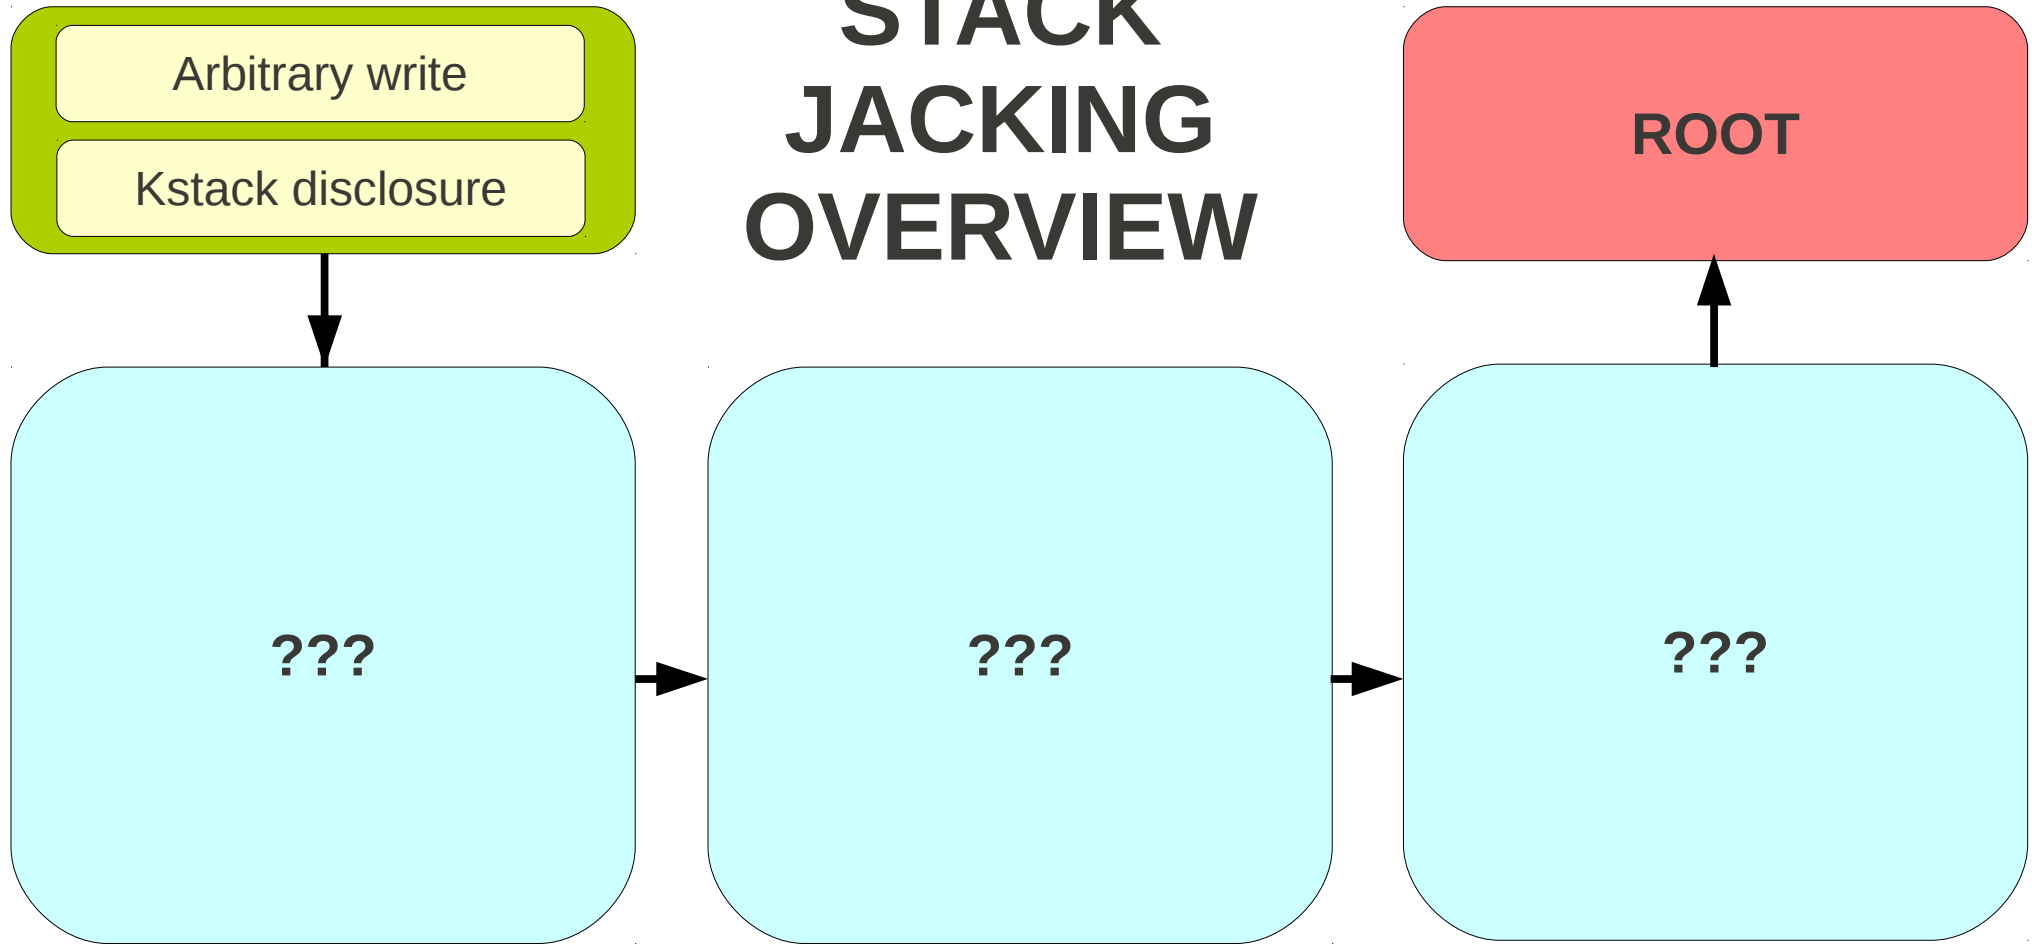 Arbitrary write
Kstack disclosure
STACK
JACKING
OVERVIEW
ROOT
???
???
???